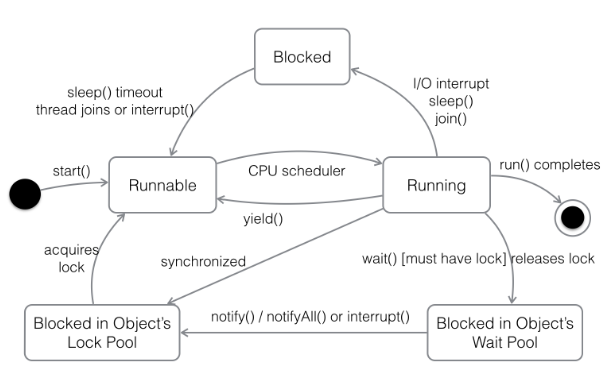 Blocked
sleep() timeout
thread joins or interrupt()
I/O interrupt
sleep()
join()
start()
Runnable
CPU scheduler
Running
run() completes
yield()
acquires
lock
synchronized
wait() [must have lock] releases lock
Blocked in Object's
Lock Pool
notify() / notifyAll() or interrupt()
Blocked in Object's
Wait Pool